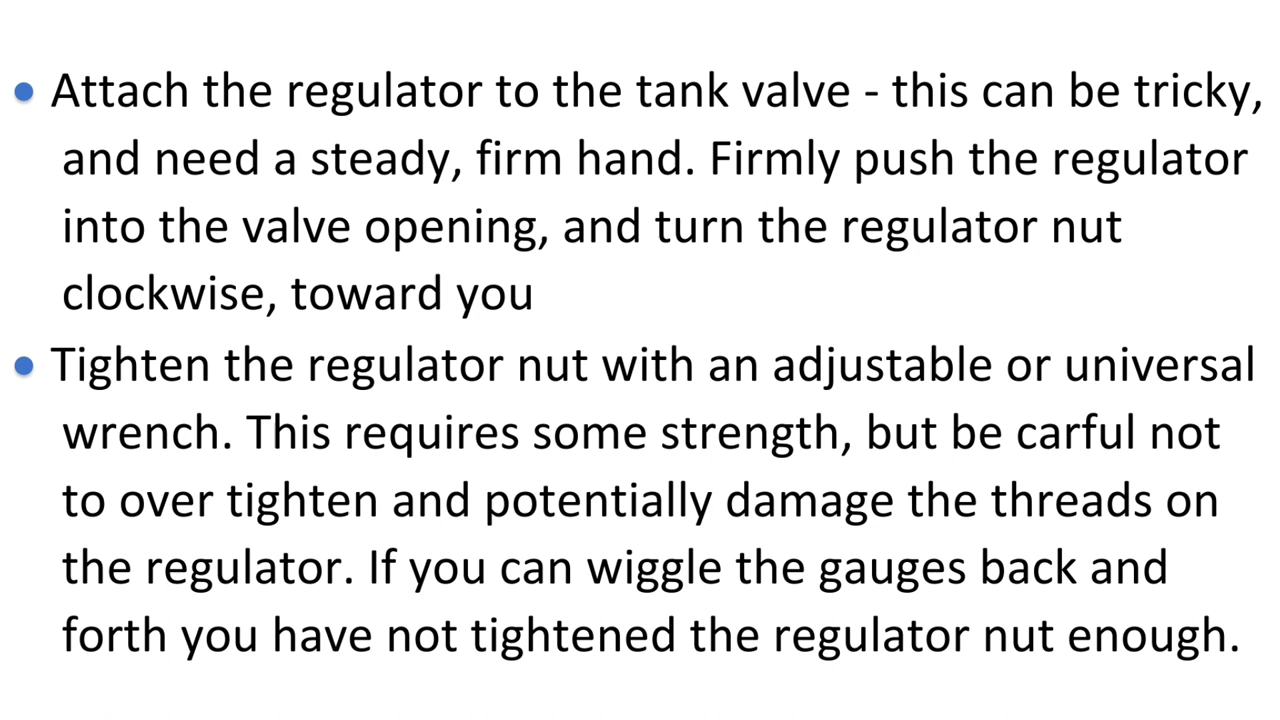 • Attach the regulator to the tank valve - this can be tricky,
and need a steady, firm hand. Firmly push the regulator
into the valve opening, and turn the regulator nut
clockwise, toward you
• Tighten the regulator nut with an adjustable or universal
wrench. This requires some strength, but be carful not
to over tighten and potentially damage the threads on
the regulator. If you can wiggle the gauges back and
forth you have not tightened the regulator nut enough.